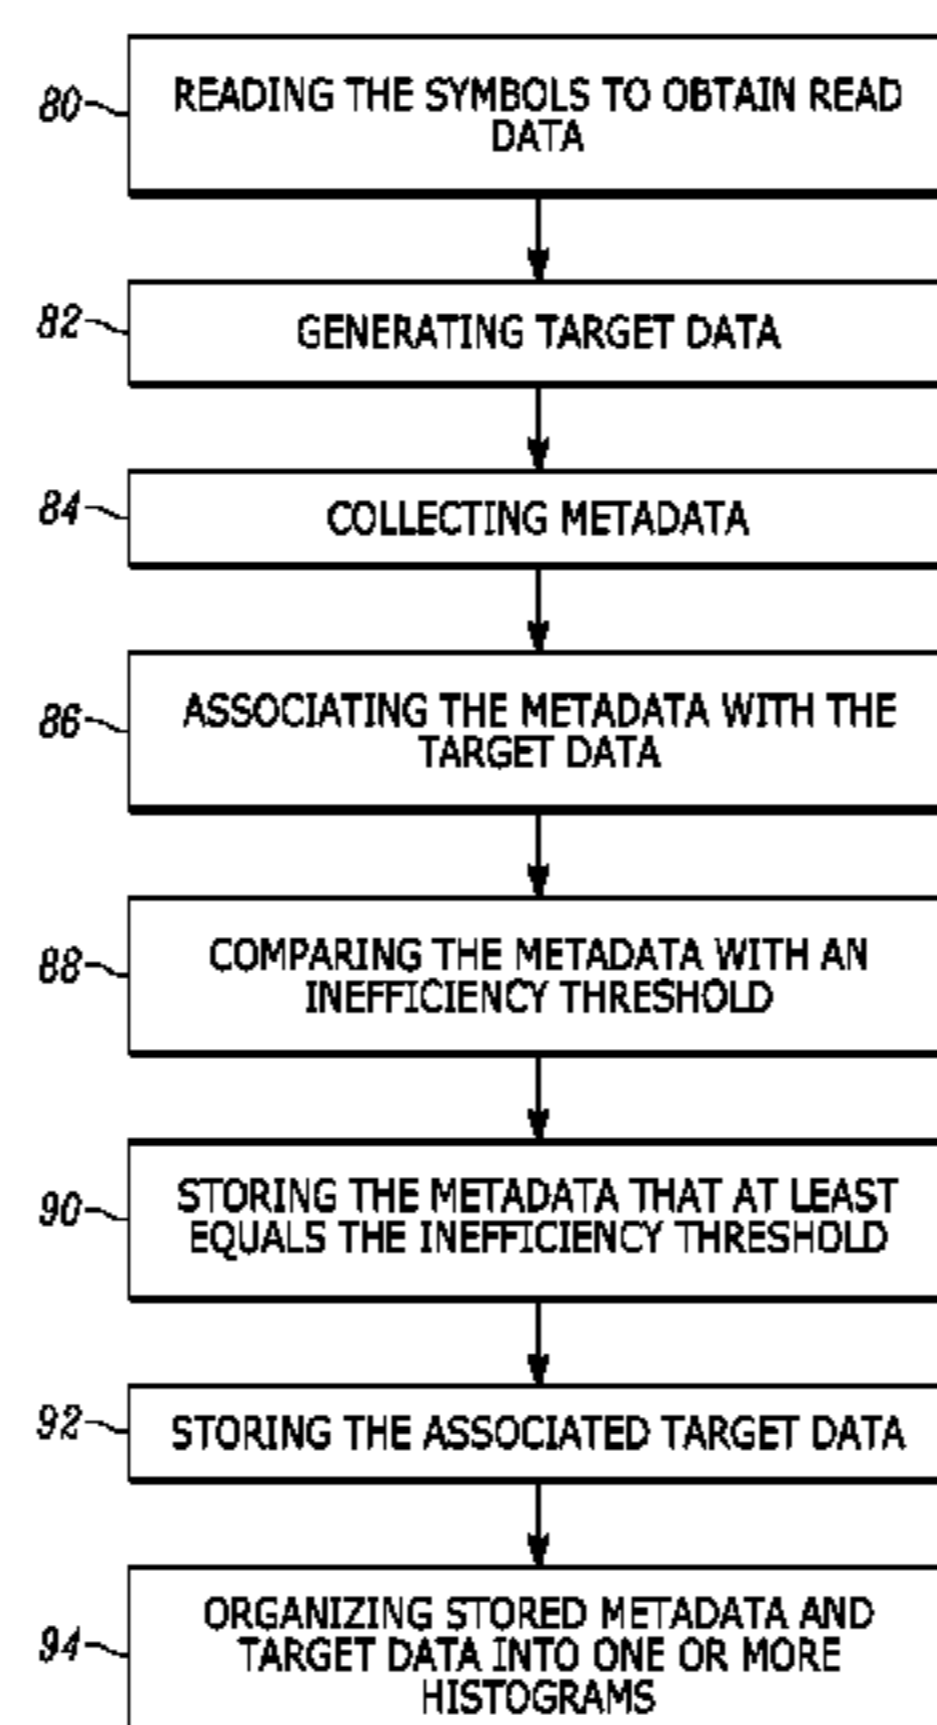 80
READING THE SYMBOLS TO OBTAIN READ
DATA
82
GENERATING TARGET DATA
84
COLLECTING METADATA
86
ASSOCIATING THE METADATA WITH THE
TARGET DATA
88
COMPARING THE METADATA WITH AN
INEFFICIENCY THRESHOLD
90
STORING THE METADATA THAT AT LEAST
EQUALS THE INEFFICIENCY THRESHOLD
92
STORING THE ASSOCIATED TARGET DATA
94
ORGANIZING STORED METADATA AND
TARGET DATA INTO ONE OR MORE
HISTOGRAMS